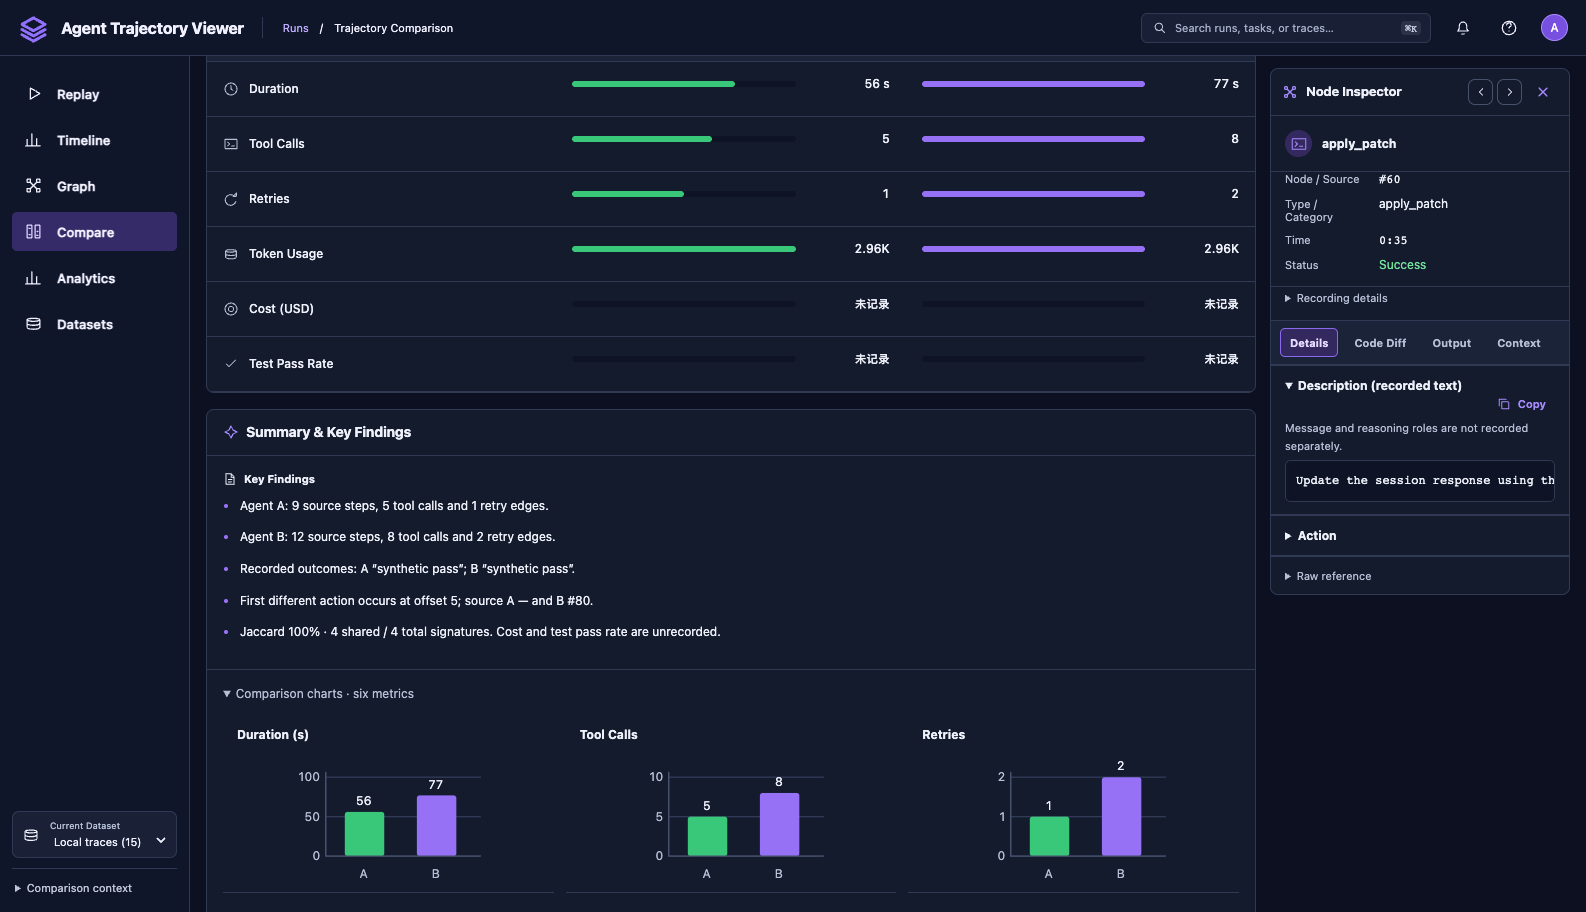 Agent Trajectory Viewer
Runs / Trajectory Comparison
Search runs, tasks, or traces...
⌘K
A
Replay
Timeline
Graph
Compare
Analytics
Datasets
Current Dataset
Local traces (15)
Comparison context
Duration 56 s 77 s
Tool Calls 5 8
Retries 1 2
Token Usage 2.96K 2.96K
Cost (USD) 未记录 未记录
Test Pass Rate 未记录 未记录
Summary & Key Findings
Key Findings
• Agent A: 9 source steps, 5 tool calls and 1 retry edges.
• Agent B: 12 source steps, 8 tool calls and 2 retry edges.
• Recorded outcomes: A “synthetic pass”; B “synthetic pass”.
• First different action occurs at offset 5; source A — and B #80.
• Jaccard 100% · 4 shared / 4 total signatures. Cost and test pass rate are unrecorded.
Comparison charts · six metrics
Duration (s)
100
50
0
56
77
A
B
Tool Calls
10
5
0
5
8
A
B
Retries
2
1
0
1
2
A
B
Node Inspector
apply_patch
Node / Source #60
Type /
Category
apply_patch
Time 0:35
Status Success
Recording details
Details Code Diff Output Context
Description (recorded text)
Copy
Message and reasoning roles are not recorded
separately.
Update the session response using th
Action
Raw reference